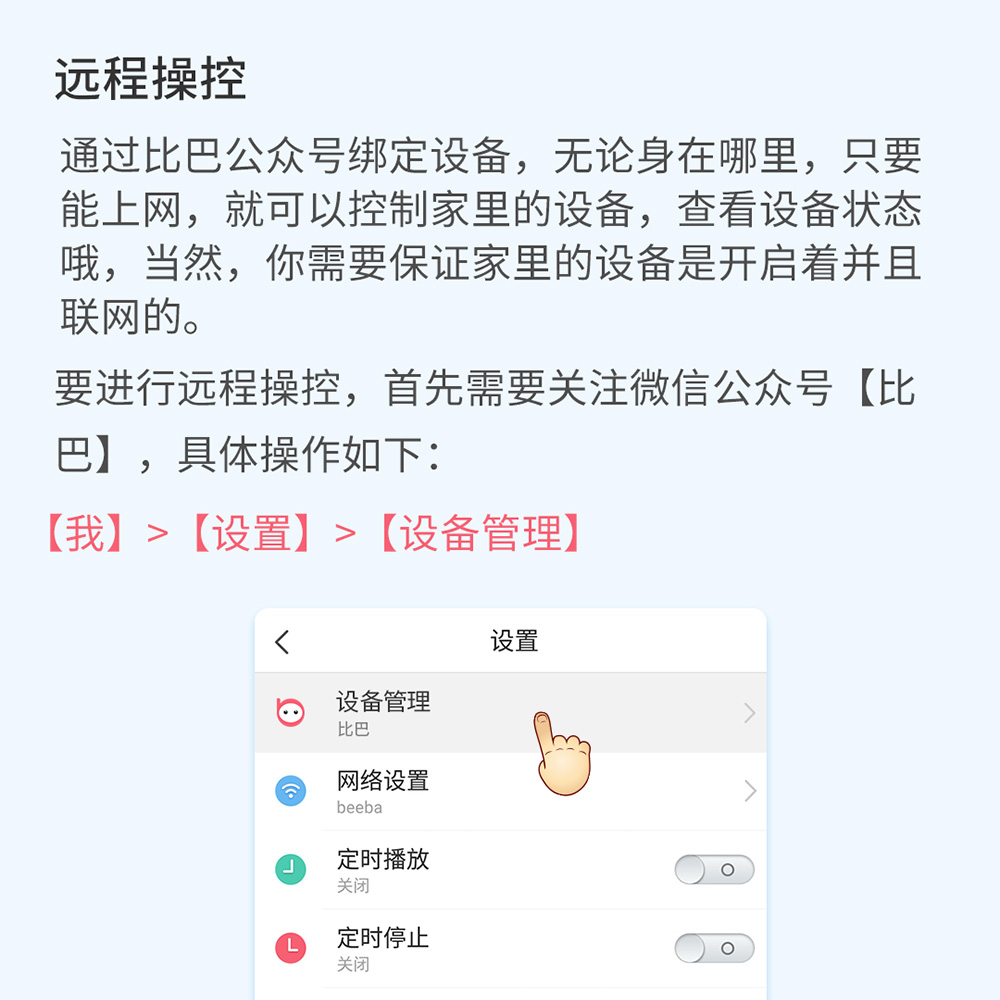 远程操控
通过比巴公众号绑定设备，无论身在哪里，只要
能上网，就可以控制家里的设备，查看设备状态
哦，当然，你需要保证家里的设备是开启着并且
联网的。
要进行远程操控，首先需要关注微信公众号【比
巴】，具体操作如下：
【我】>【设置】>【设备管理】
设置
设备管理
比巴
网络设置
beeba
定时播放
关闭
定时停止
关闭